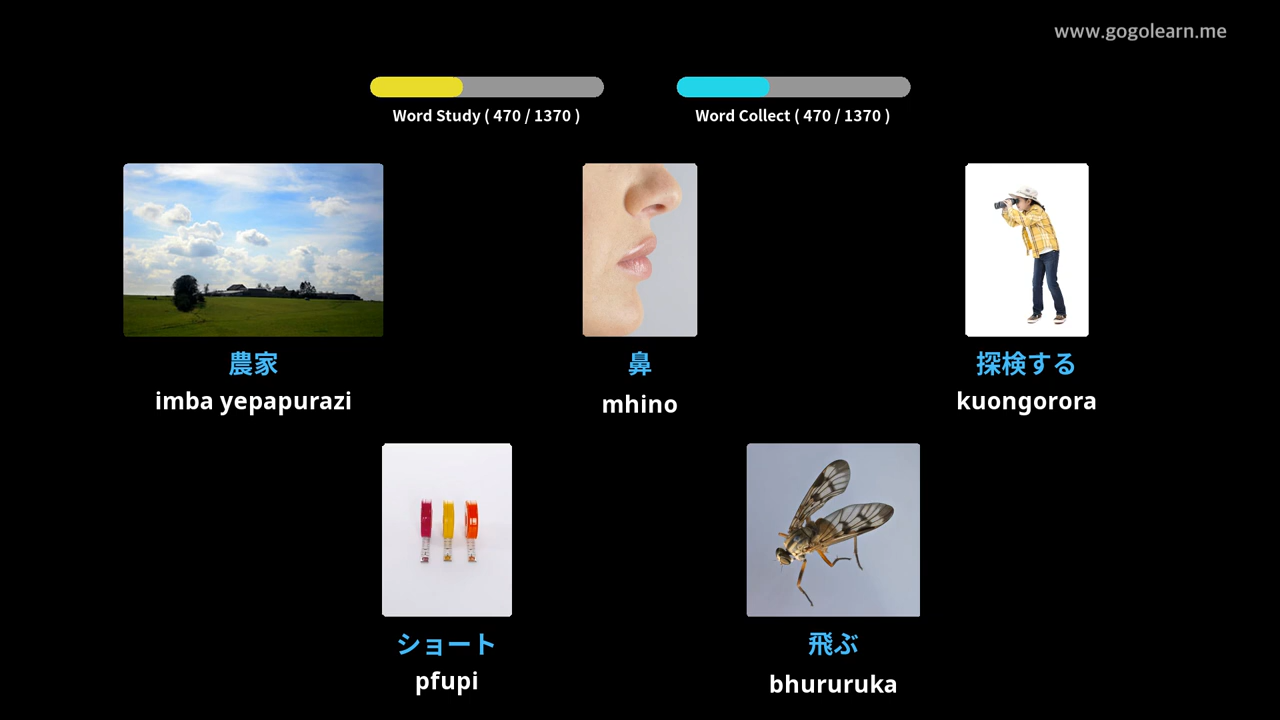 www.gogolearn.me
Word Study ( 470 / 1370 )
Word Collect ( 470 / 1370 )
農家
imba yepapurazi
鼻
mhino
探検する
kuongorora
ショート
pfupi
飛ぶ
bhururuka